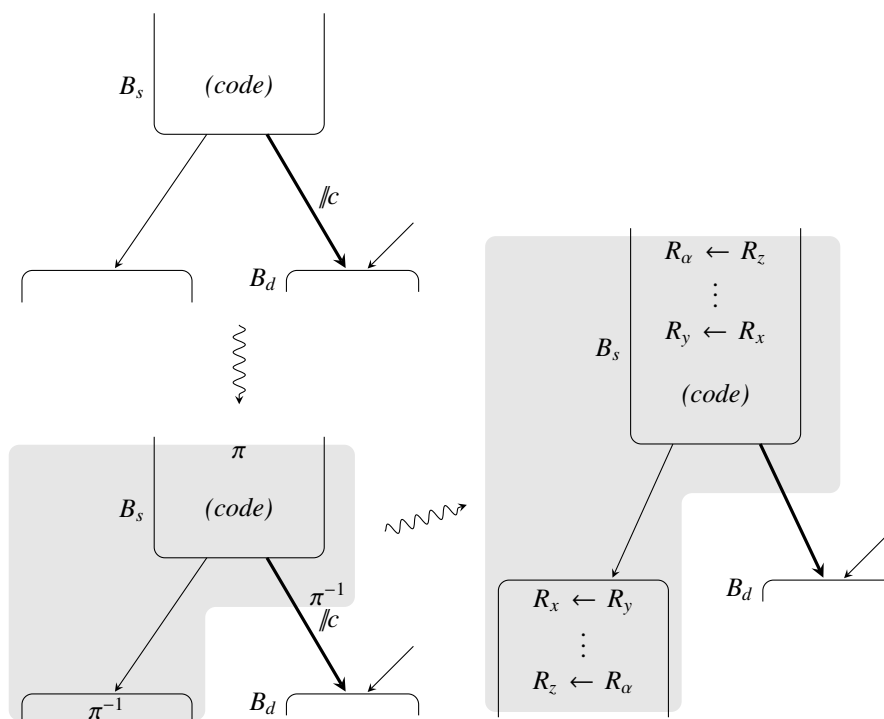 B_s (code)
//c
B_d
π
B_s (code)
π⁻¹
//c
π⁻¹
B_d
R_α ← R_z
⋮
R_y ← R_x
B_s
(code)
R_x ← R_y
⋮
R_z ← R_α
B_d